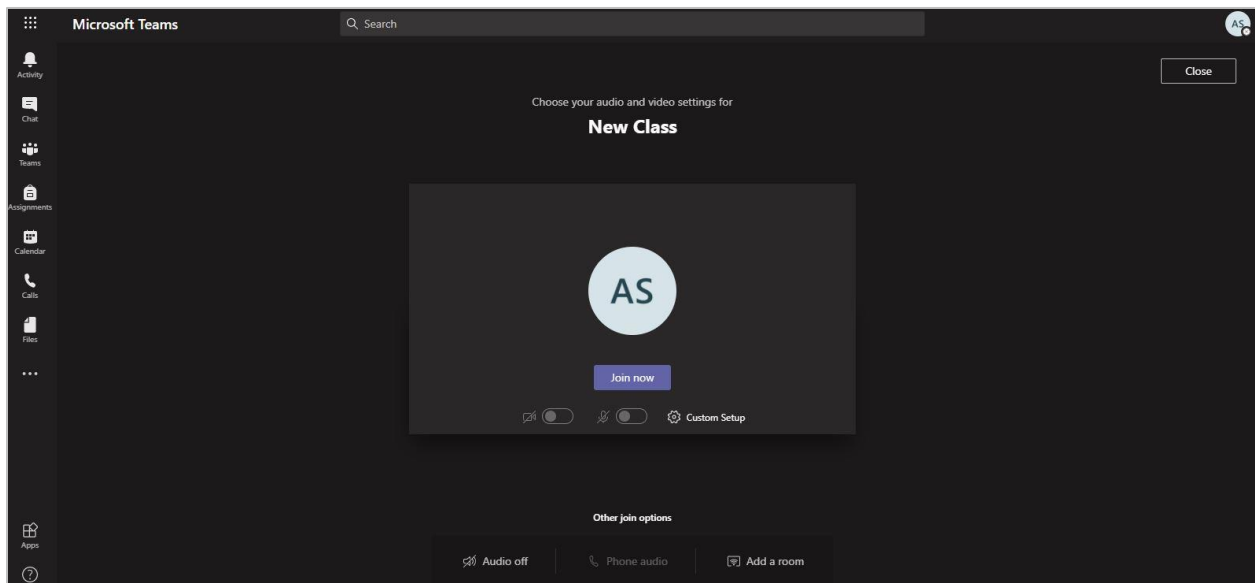 Microsoft Teams
Search
AS
Activity
Chat
Teams
Assignments
Calendar
Calls
Files
Apps
Close
Choose your audio and video settings for
New Class
AS
Join now
Custom Setup
Other join options
Audio off
Phone audio
Add a room